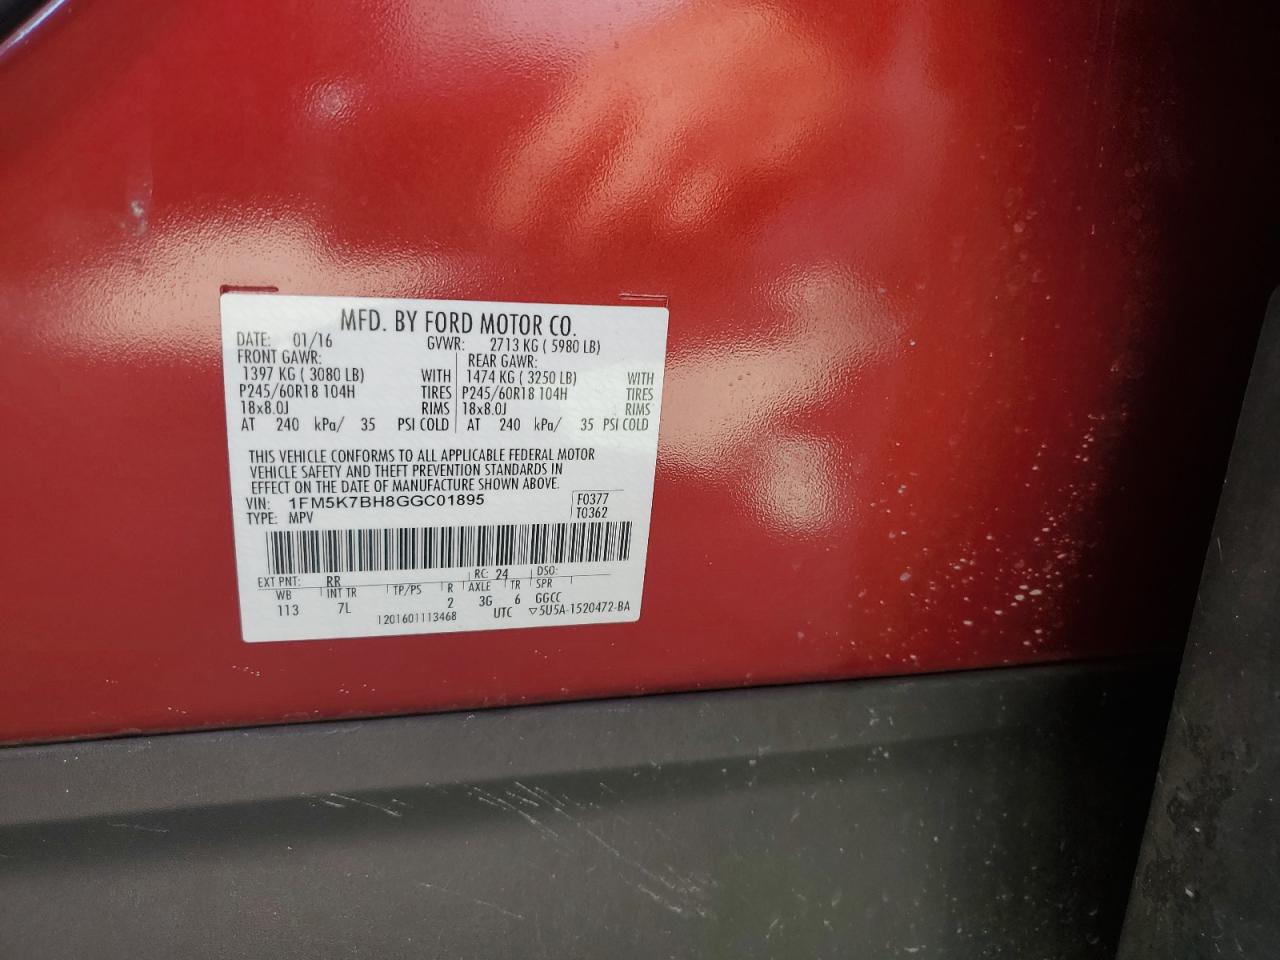 MFD. BY FORD MOTOR CO.
DATE: 01/16 GVWR: 2713 KG ( 5980 LB)
FRONT GAWR: REAR GAWR:
1397 KG ( 3080 LB) WITH 1474 KG ( 3250 LB) WITH
P245/60R18 104H TIRES P245/60R18 104H TIRES
18x8.0J RIMS 18x8.0J RIMS
AT 240 kPa/ 35 PSI COLD AT 240 kPa/ 35 PSI COLD
THIS VEHICLE CONFORMS TO ALL APPLICABLE FEDERAL MOTOR
VEHICLE SAFETY AND THEFT PREVENTION STANDARDS IN
EFFECT ON THE DATE OF MANUFACTURE SHOWN ABOVE.
VIN: 1FM5K7BH8GGC01895 F0377
TYPE: MPV T0362
EXT PNT: RR RC: 24 DSO:
WB INT TR TP/PS R AXLE TR SPR
113 7L 2 3G 6 GGCC
1201601113468 UTC ▽5U5A-1520472-BA